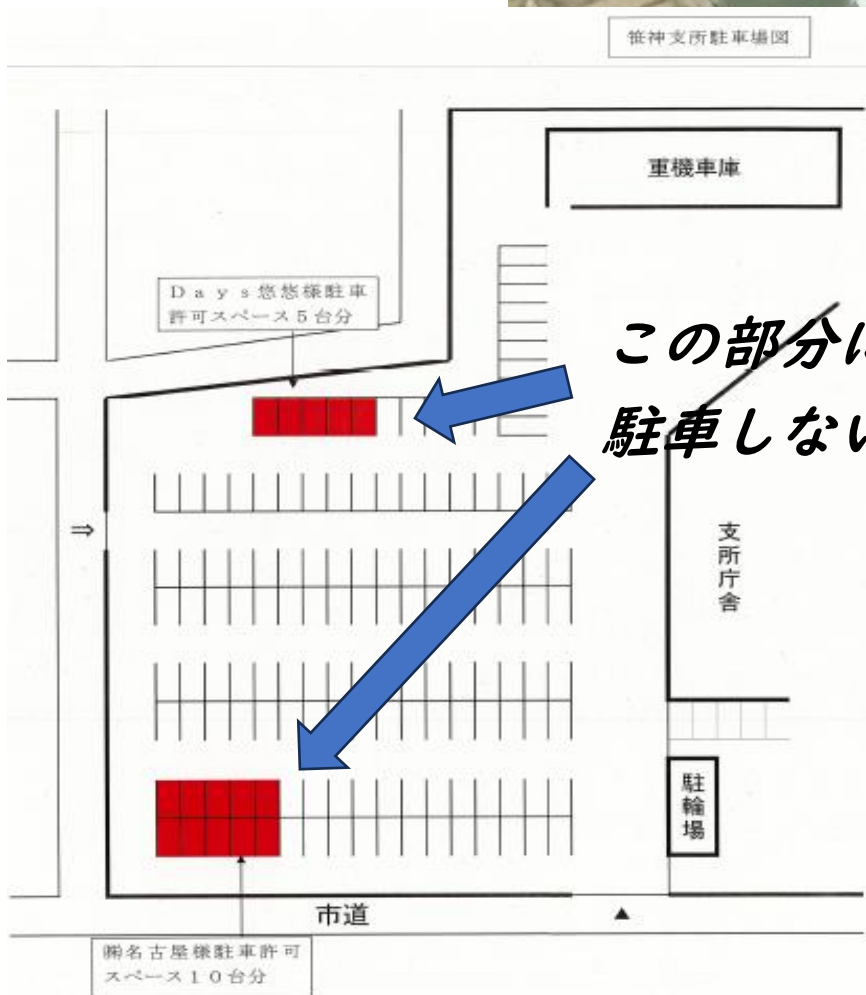 笹神支所駐車場図
重機車庫
Ｄａｙｓ悠悠様駐車
許可スペース５台分
この部分に
駐車しない
⇒
支所庁舎
駐輪場
市道
▲
㈱名古屋様駐車許可
スペース１０台分